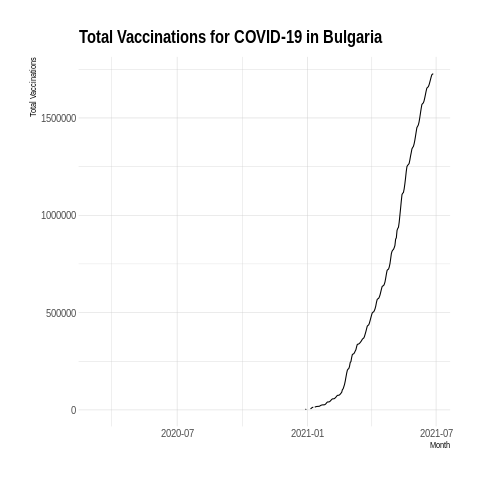 Total Vaccinations for COVID-19 in Bulgaria
Total Vaccinations
1500000
1000000
500000
0
2020-07 2021-01 2021-07
Month